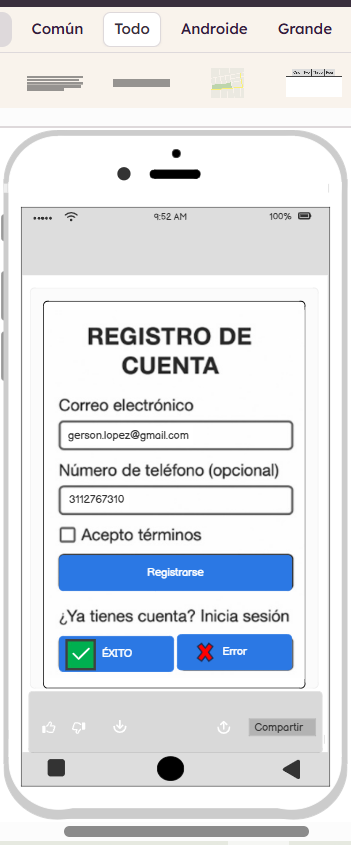 Común Todo Androide Grande
9:52 AM 100%
REGISTRO DE
CUENTA
Correo electrónico
gerson.lopez@gmail.com
Número de teléfono (opcional)
3112767310
Acepto términos
Registrarse
¿Ya tienes cuenta? Inicia sesión
ÉXITO Error
Compartir